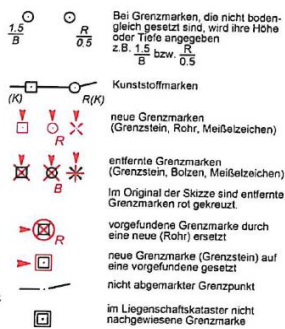 1.5
B
R
0.5
Bei Grenzmarken, die nicht boden-
gleich gesetzt sind, wird ihre Höhe
oder Tiefe angegeben
z.B. 1.5 bzw. R
B 0.5
(K) R(K)
Kunststoffmarken
R
neue Grenzmarken
(Grenzstein, Rohr, Meißelzeichen)
B
entfernte Grenzmarken
(Grenzstein, Bolzen, Meißelzeichen)
Im Original der Skizze sind entfernte
Grenzmarken rot gekreuzt.
R
vorgefundene Grenzmarke durch
eine neue (Rohr) ersetzt
neue Grenzmarke (Grenzstein) auf
eine vorgefundene gesetzt
nicht abgemarkter Grenzpunkt
im Liegenschaftskataster nicht
nachgewiesene Grenzmarke